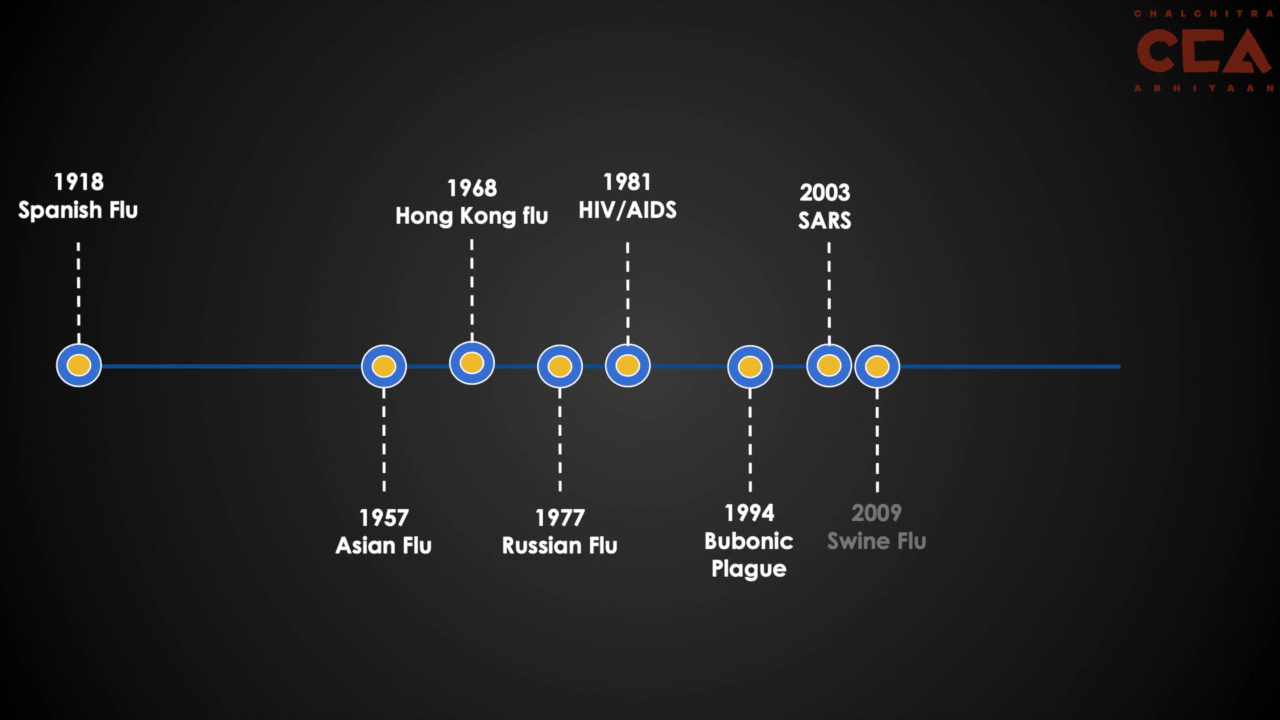 CHALCHITRA
CCA
ABHIYAAN
1918
Spanish Flu
1968
Hong Kong flu
1981
HIV/AIDS
2003
SARS
1957
Asian Flu
1977
Russian Flu
1994
Bubonic
Plague
2009
Swine Flu